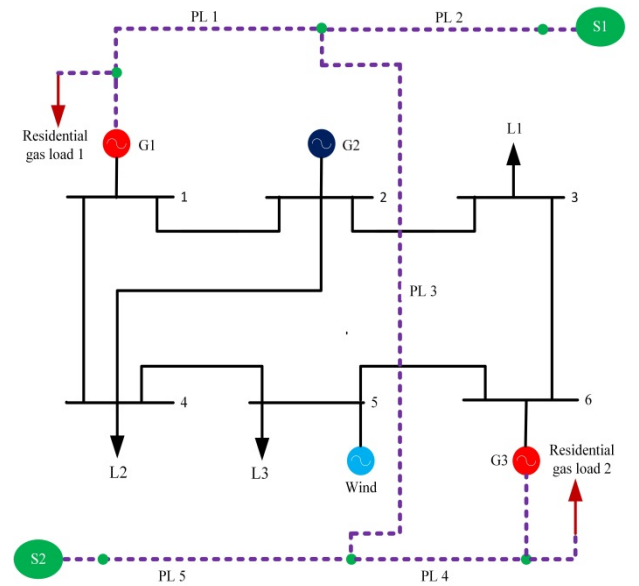 PL 1
PL 2
S1
Residential
gas load 1
G1
G2
L1
1
2
3
PL 3
4
5
6
L2
L3
Wind
G3
Residential
gas load 2
S2
PL 5
PL 4